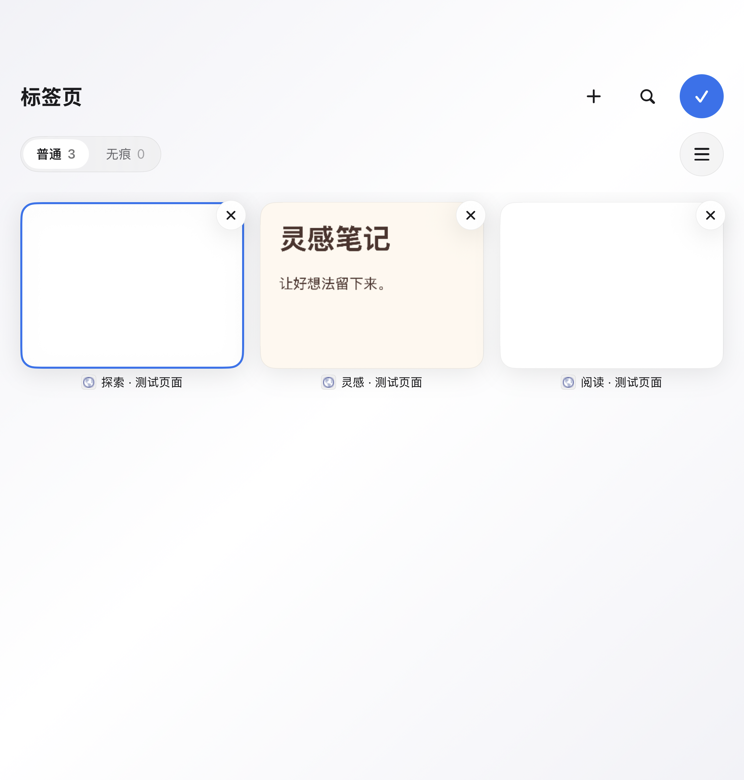 标签页
普通 3 无痕 0
灵感笔记
让好想法留下来。
探索 · 测试页面
灵感 · 测试页面
阅读 · 测试页面